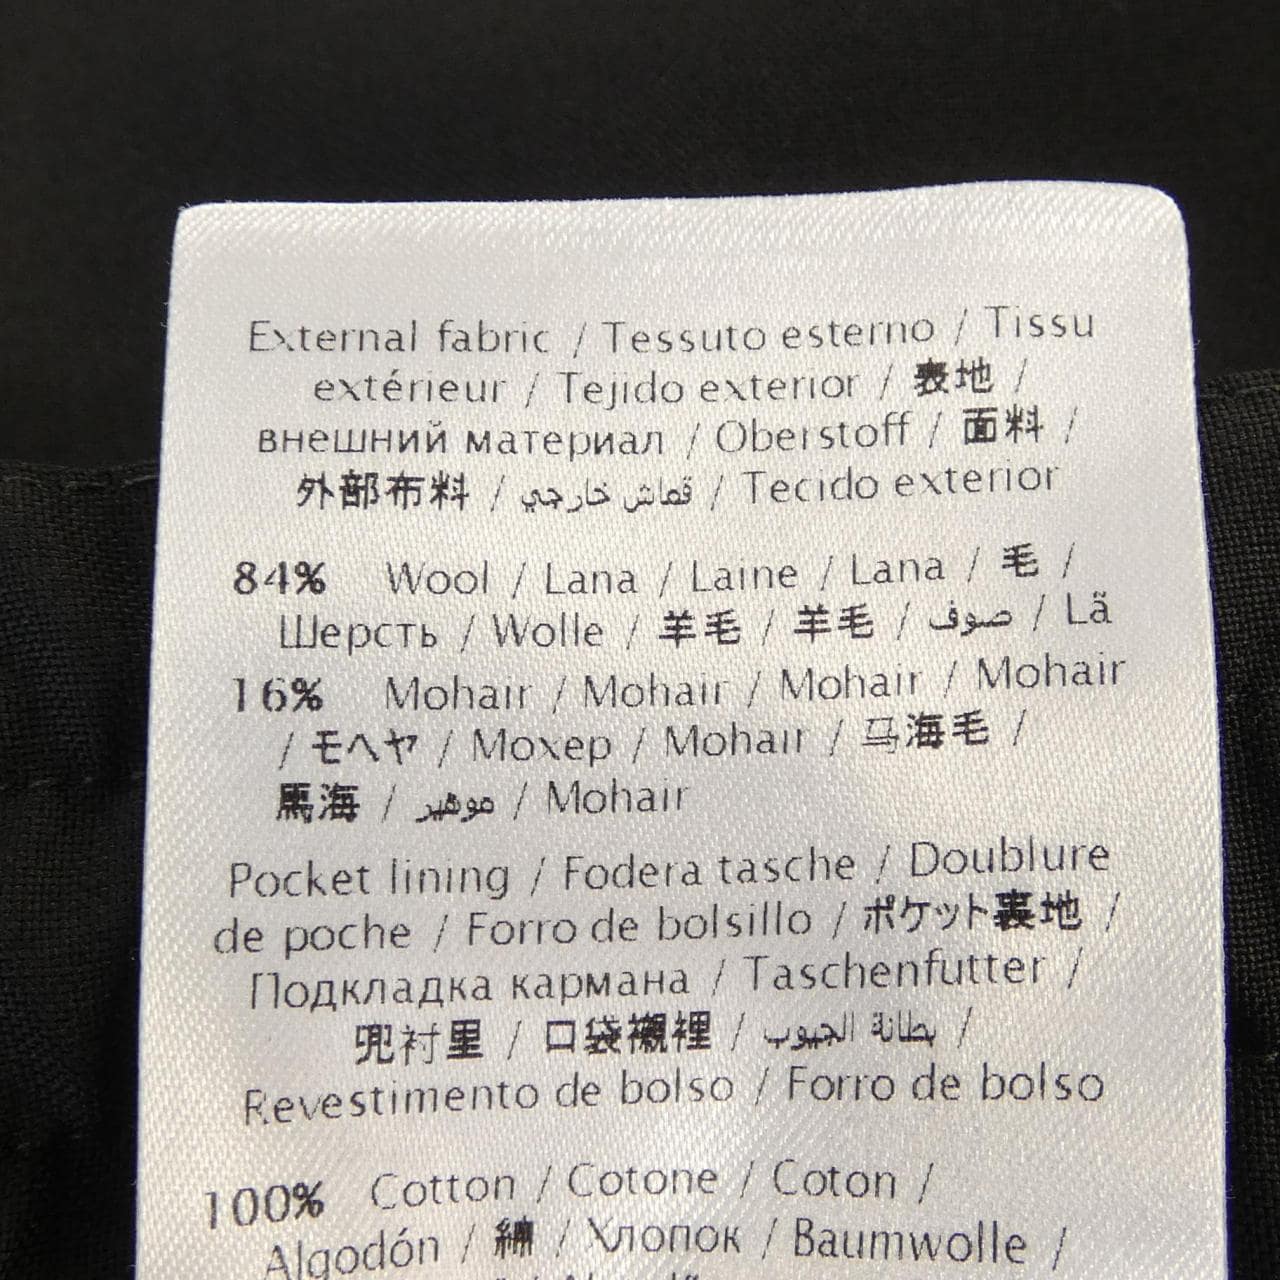 External fabric / Tessuto esterno / Tissu
extérieur / Tejido exterior / 表地 /
внешний материал / Oberstoff / 面料 /
外部布料 / قماش خارجي / Tecido exterior
84% Wool / Lana / Laine / Lana / 毛 /
Шерсть / Wolle / 羊毛 / 羊毛 / صوف / Lã
16% Mohair / Mohair / Mohair / Mohair
/ モヘヤ / Мохер / Mohair / 马海毛 /
馬海 / موهير / Mohair
Pocket lining / Fodera tasche / Doublure
de poche / Forro de bolsillo / ポケット裏地 /
Подкладка кармана / Taschenfutter /
兜衬里 / 口袋襯裡 / بطانة الجيوب /
Revestimento de bolso / Forro de bolso
100% Cotton / Cotone / Coton /
Algodón / 綿 / Хлопок / Baumwolle /